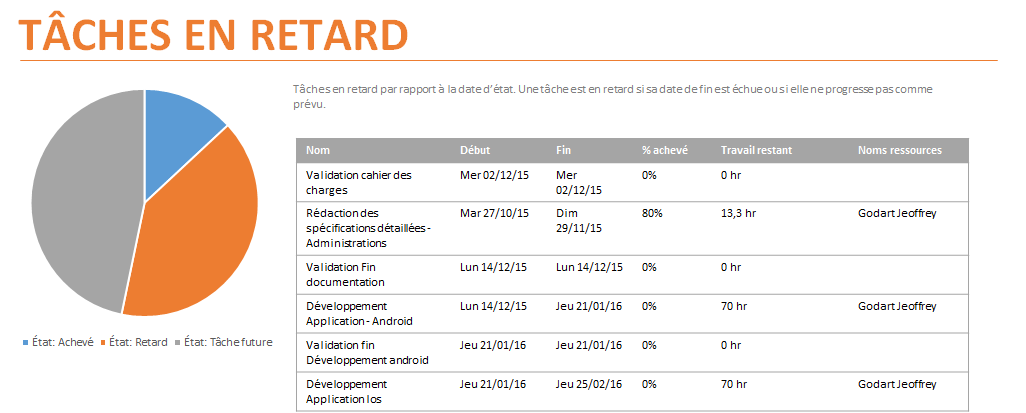 TÂCHES EN RETARD
Tâches en retard par rapport à la date d'état. Une tâche est en retard si sa date de fin est échue ou si elle ne progresse pas comme
prévu.
État: Achevé État: Retard État: Tâche future
Nom Début Fin % achevé Travail restant Noms ressources
Validation cahier des Mer 02/12/15 Mer 0% 0 hr
charges 02/12/15
Rédaction des Mar 27/10/15 Dim 80% 13,3 hr Godart Jeoffrey
spécifications détaillées - 29/11/15
Administrations
Validation Fin Lun 14/12/15 Lun 14/12/15 0% 0 hr
documentation
Développement Lun 14/12/15 Jeu 21/01/16 0% 70 hr Godart Jeoffrey
Application - Android
Validation fin Jeu 21/01/16 Jeu 21/01/16 0% 0 hr
Développement android
Développement Jeu 21/01/16 Jeu 25/02/16 0% 70 hr Godart Jeoffrey
Application Ios